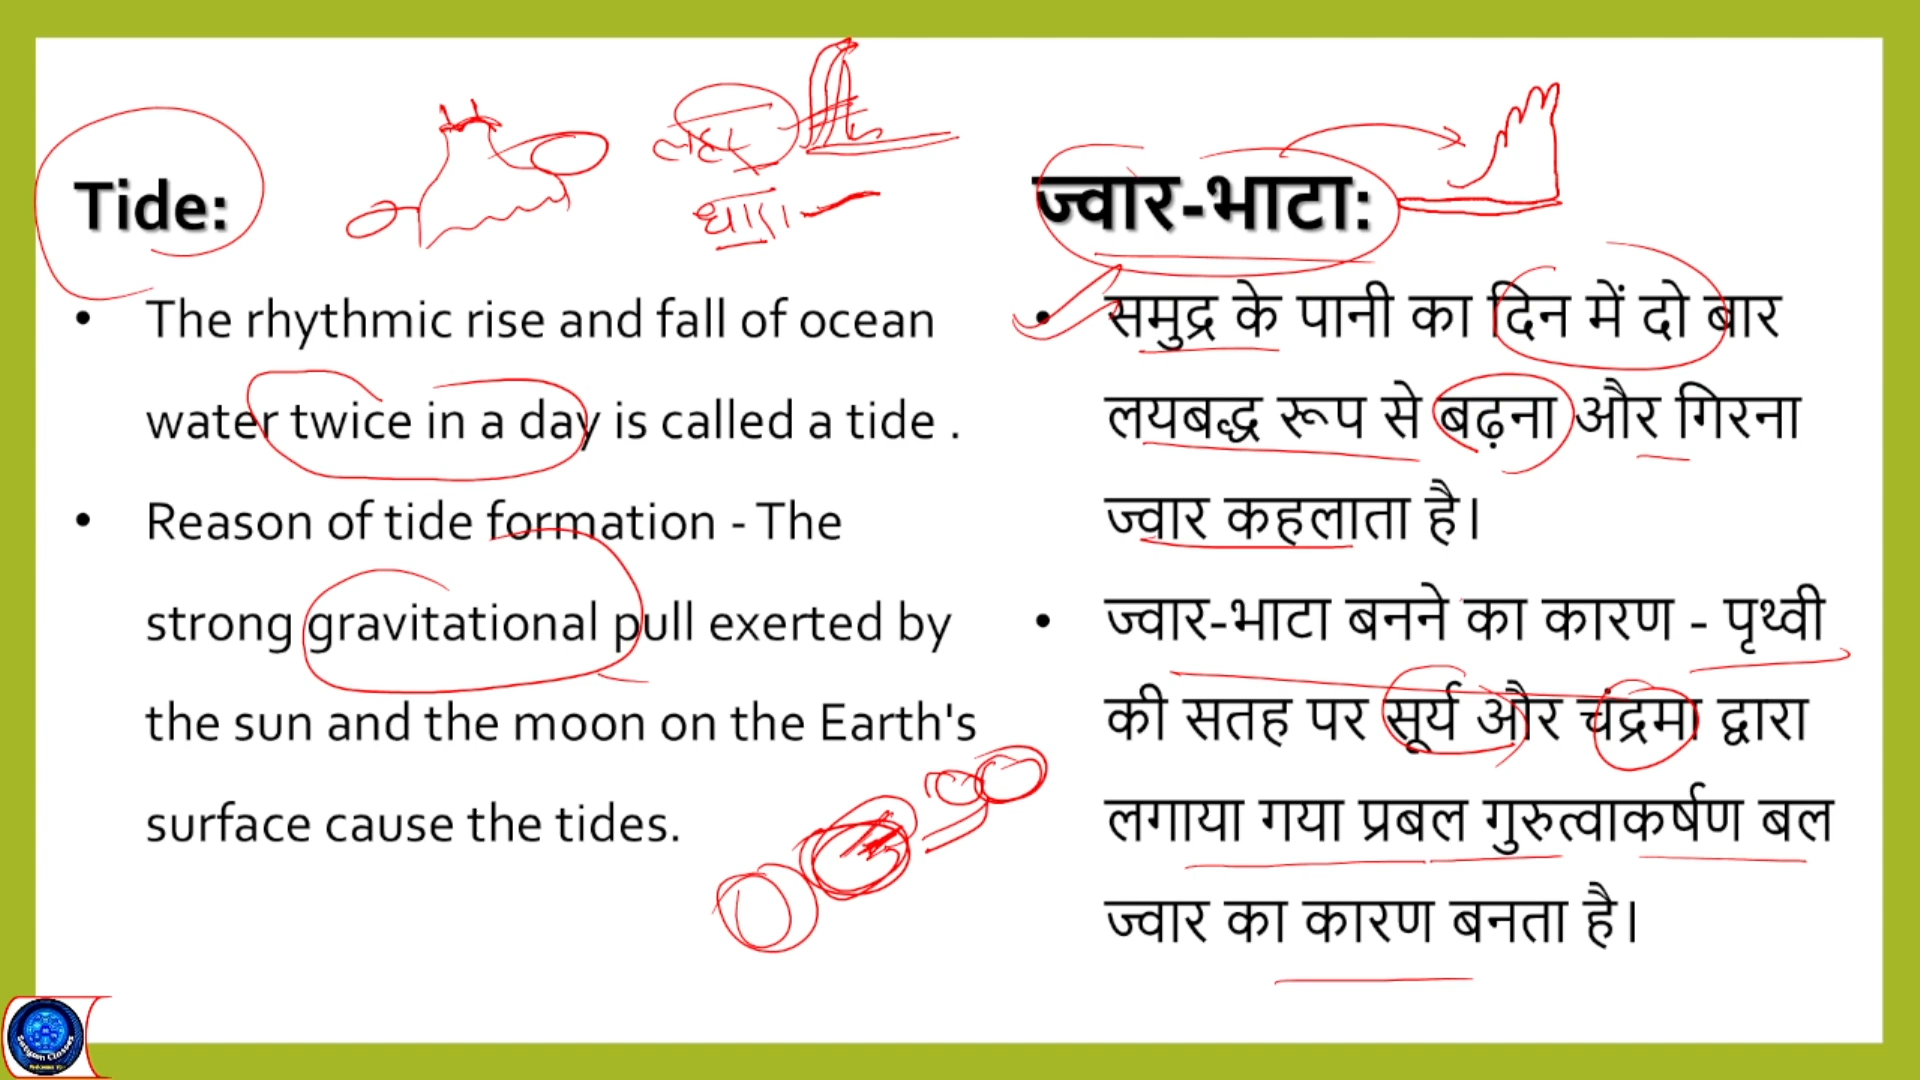 Tide:
The rhythmic rise and fall of ocean
water twice in a day is called a tide .
Reason of tide formation - The
strong gravitational pull exerted by
the sun and the moon on the Earth's
surface cause the tides.
लहर
धारा
ज्वार-भाटा:
समुद्र के पानी का दिन में दो बार
लयबद्ध रूप से बढ़ना और गिरना
ज्वार कहलाता है।
ज्वार-भाटा बनने का कारण - पृथ्वी
की सतह पर सूर्य और चंद्रमा द्वारा
लगाया गया प्रबल गुरुत्वाकर्षण बल
ज्वार का कारण बनता है।